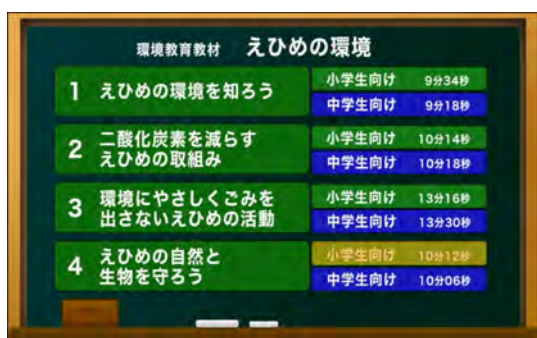 環境教育教材 えひめの環境
1 えひめの環境を知ろう
小学生向け 9分34秒
中学生向け 9分18秒
2 二酸化炭素を減らす
えひめの取組み
小学生向け 10分14秒
中学生向け 10分18秒
3 環境にやさしくごみを
出さないえひめの活動
小学生向け 13分16秒
中学生向け 13分30秒
4 えひめの自然と
生物を守ろう
小学生向け 10分12秒
中学生向け 10分06秒